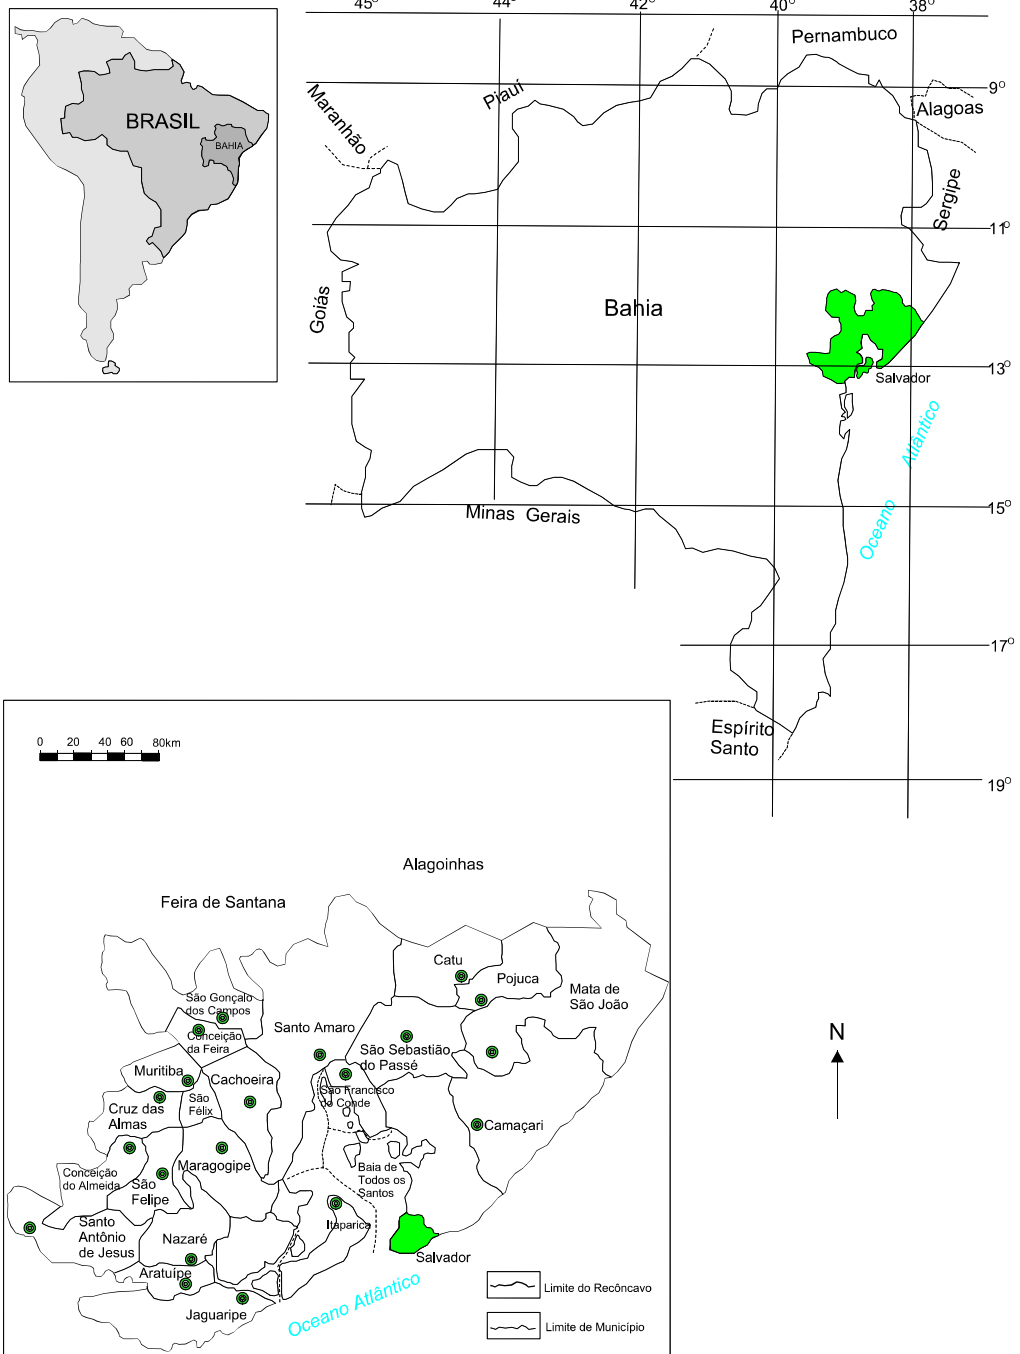 BRASIL
BAHIA
45°
44°
42°
40°
38°
Pernambuco
9°
Piauí
Maranhão
Alagoas
Sergipe
11°
Goiás
Bahia
13°
Salvador
Oceano Atlântico
15°
Minas Gerais
17°
Espírito
Santo
19°
0 20 40 60 80km
Alagoinhas
Feira de Santana
Catu
Pojuca
Mata de
São João
São Gonçalo
dos Campos
Santo Amaro
Conceição
da Feira
São Sebastião
do Passé
Muritiba
Cachoeira
São Francisco
do Conde
São
Félix
Cruz das
Almas
Camaçari
Maragogipe
Baia de
Todos os
Santos
Conceição
do Almeida
São
Felipe
Santo
Antônio
de Jesus
Itaparica
Nazaré
Salvador
Aratuípe
Jaguaripe
Oceano Atlântico
Limite do Recôncavo
Limite de Município
N